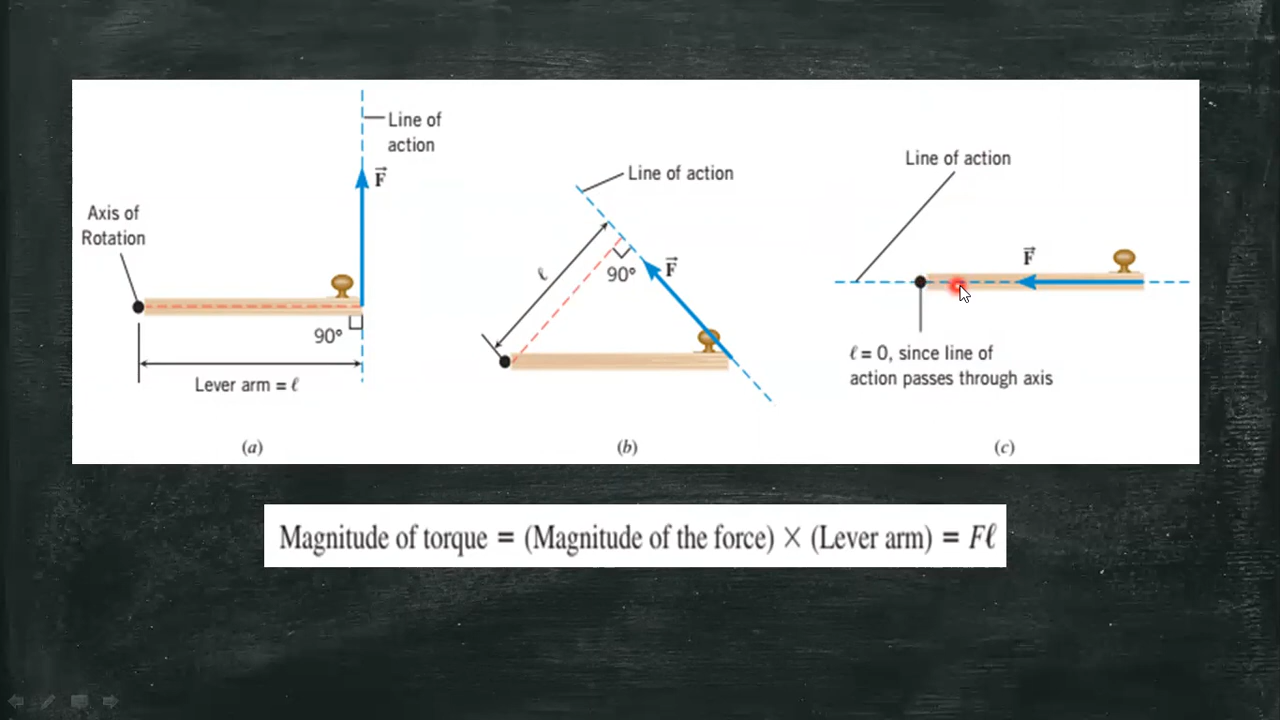 Line of
action
F⃗
Axis of
Rotation
90°
Lever arm = ℓ
(a)
Line of action
ℓ
90°
F⃗
(b)
Line of action
F⃗
ℓ = 0, since line of
action passes through axis
(c)
Magnitude of torque = (Magnitude of the force) × (Lever arm) = Fℓ